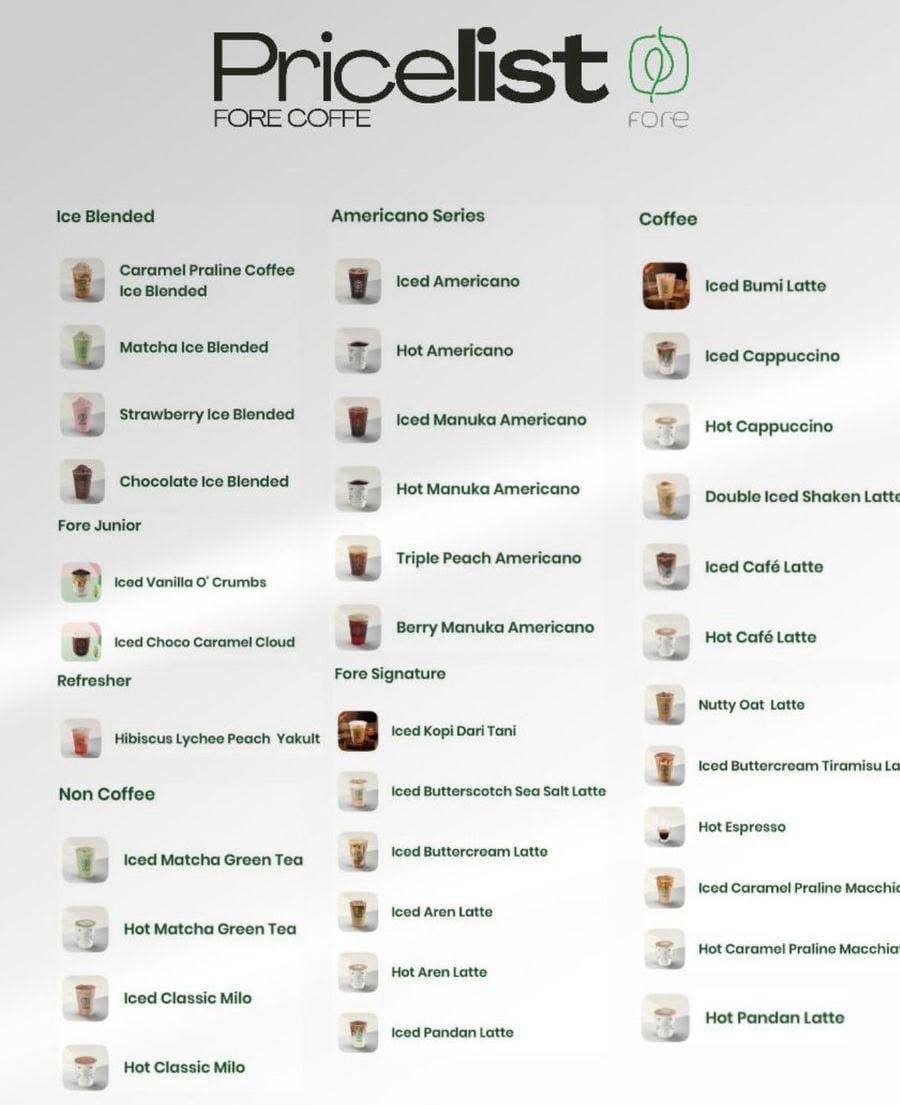 Pricelist
FORE COFFE
Fore
Ice Blended
Caramel Praline Coffee
Ice Blended
Matcha Ice Blended
Strawberry Ice Blended
Chocolate Ice Blended
Fore Junior
Iced Vanilla O' Crumbs
Iced Choco Caramel Cloud
Refresher
Hibiscus Lychee Peach Yakult
Non Coffee
Iced Matcha Green Tea
Hot Matcha Green Tea
Iced Classic Milo
Hot Classic Milo
Americano Series
Iced Americano
Hot Americano
Iced Manuka Americano
Hot Manuka Americano
Triple Peach Americano
Berry Manuka Americano
Fore Signature
Iced Kopi Dari Tani
Iced Butterscotch Sea Salt Latte
Iced Buttercream Latte
Iced Aren Latte
Hot Aren Latte
Iced Pandan Latte
Coffee
Iced Bumi Latte
Iced Cappuccino
Hot Cappuccino
Double Iced Shaken Latte
Iced Café Latte
Hot Café Latte
Nutty Oat Latte
Iced Buttercream Tiramisu La
Hot Espresso
Iced Caramel Praline Macchia
Hot Caramel Praline Macchiat
Hot Pandan Latte